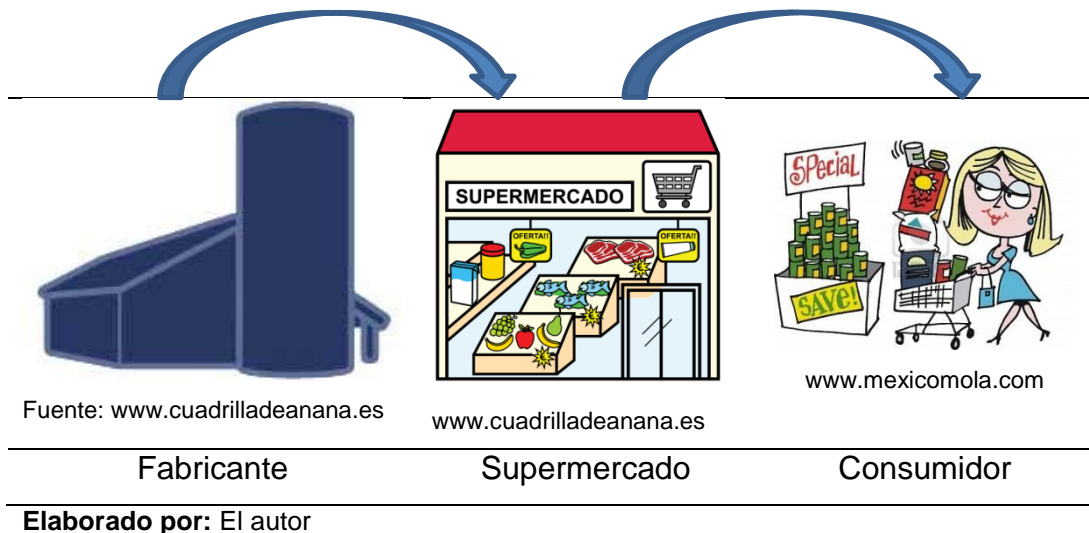 SUPERMERCADO
OFERTA!!
OFERTA!!
SPecial
SAVe!
www.mexicomola.com
Fuente: www.cuadrilladeanana.es
www.cuadrilladeanana.es
Fabricante Supermercado Consumidor
Elaborado por: El autor